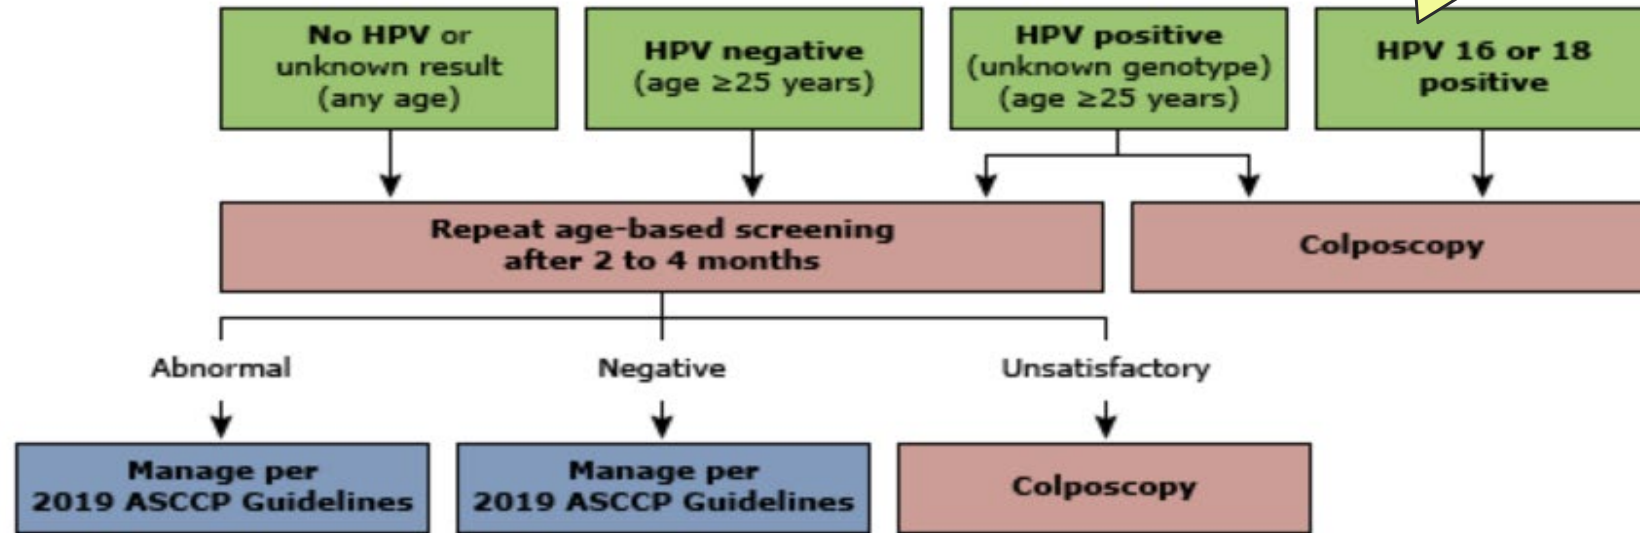 No HPV or
unknown result
(any age)
HPV negative
(age ≥25 years)
HPV positive
(unknown genotype)
(age ≥25 years)
HPV 16 or 18
positive
Repeat age-based screening
after 2 to 4 months
Colposcopy
Abnormal
Negative
Unsatisfactory
Manage per
2019 ASCCP Guidelines
Manage per
2019 ASCCP Guidelines
Colposcopy